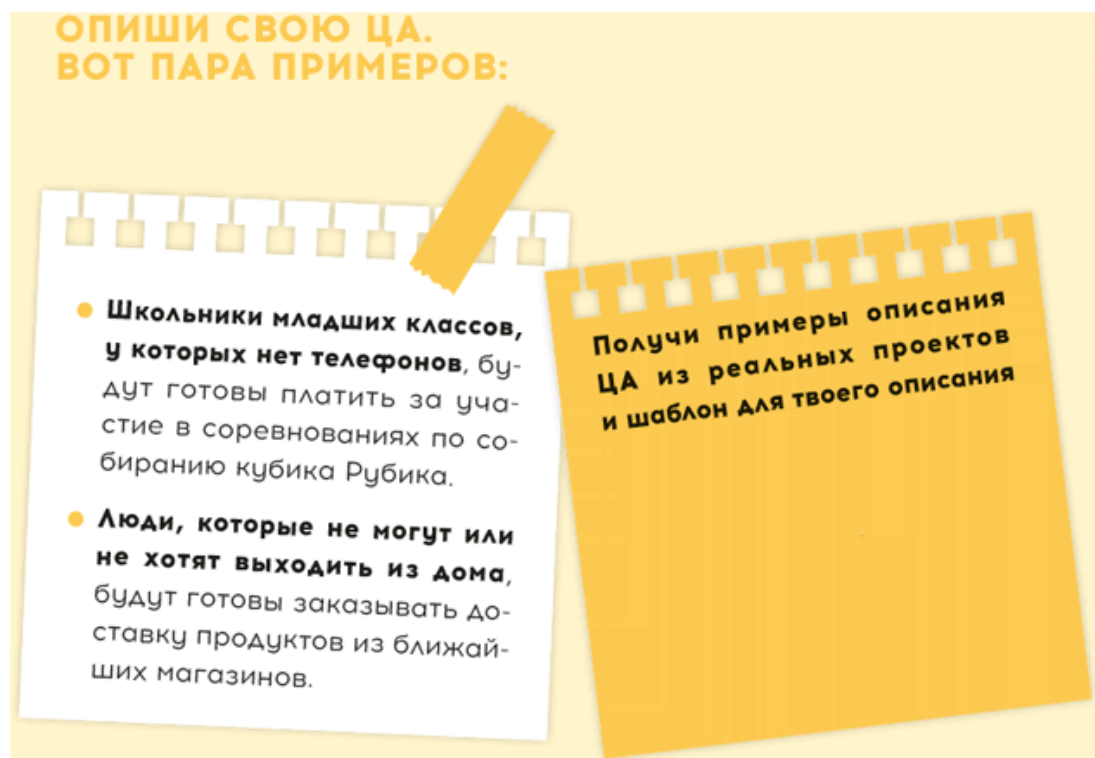 ОПИШИ СВОЮ ЦА.
ВОТ ПАРА ПРИМЕРОВ:
Школьники младших классов,
у которых нет телефонов, бу-
дут готовы платить за уча-
стие в соревнованиях по со-
биранию кубика Рубика.
Люди, которые не могут или
не хотят выходить из дома,
будут готовы заказывать до-
ставку продуктов из ближай-
ших магазинов.
Получи примеры описания
ЦА из реальных проектов
и шаблон для твоего описания